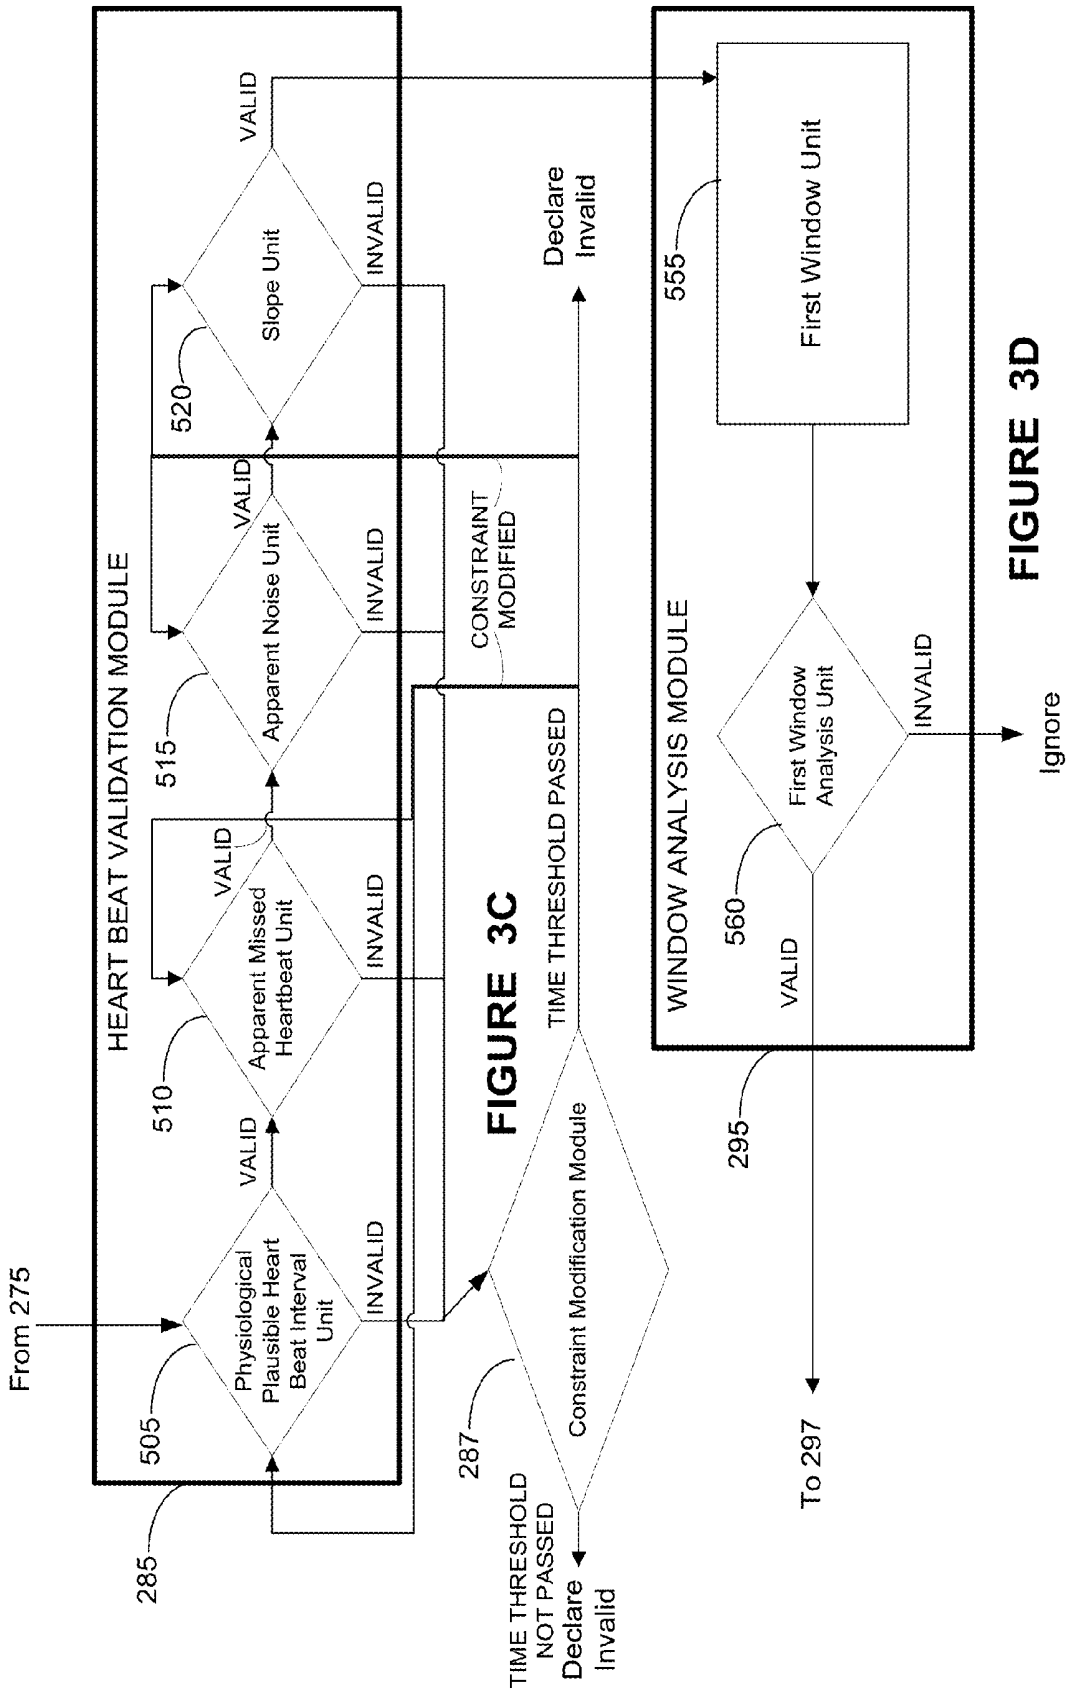 HEART BEAT VALIDATION MODULE
From 275
285
505
Physiological
Plausible Heart
Beat Interval
Unit
VALID
INVALID
510
Apparent Missed
Heartbeat Unit
VALID
INVALID
515
Apparent Noise Unit
VALID
INVALID
520
Slope Unit
VALID
INVALID
CONSTRAINT
MODIFIED
287
Constraint Modification Module
TIME THRESHOLD PASSED
Declare
Invalid
TIME THRESHOLD
NOT PASSED
Declare
Invalid
FIGURE 3C
WINDOW ANALYSIS MODULE
295
555
First Window Unit
560
First Window
Analysis Unit
VALID
INVALID
To 297
Ignore
FIGURE 3D